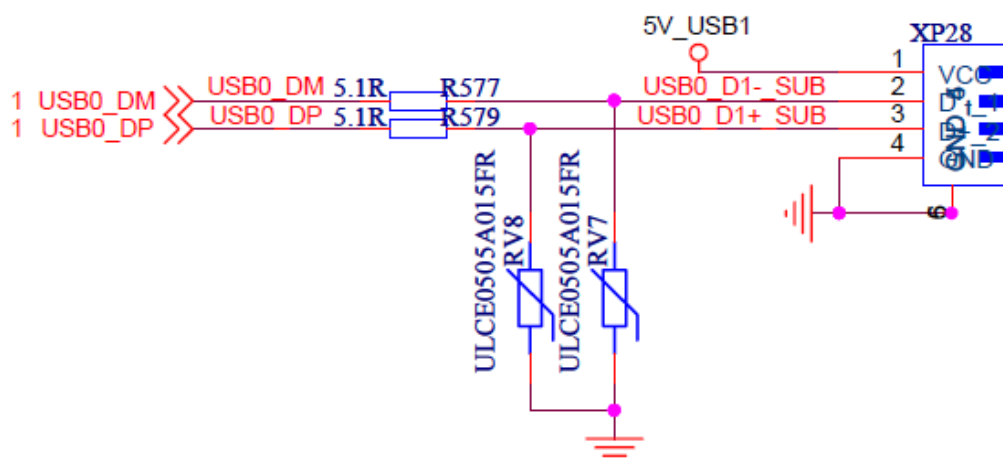 5V_USB1
XP28
1
VCC
1 USB0_DM
USB0_DM
5.1R
R577
USB0_D1-_SUB
2
1 USB0_DP
USB0_DP
5.1R
R579
USB0_D1+_SUB
3
4
GND
6
ULCE0505A015FR
RV8
ULCE0505A015FR
RV7